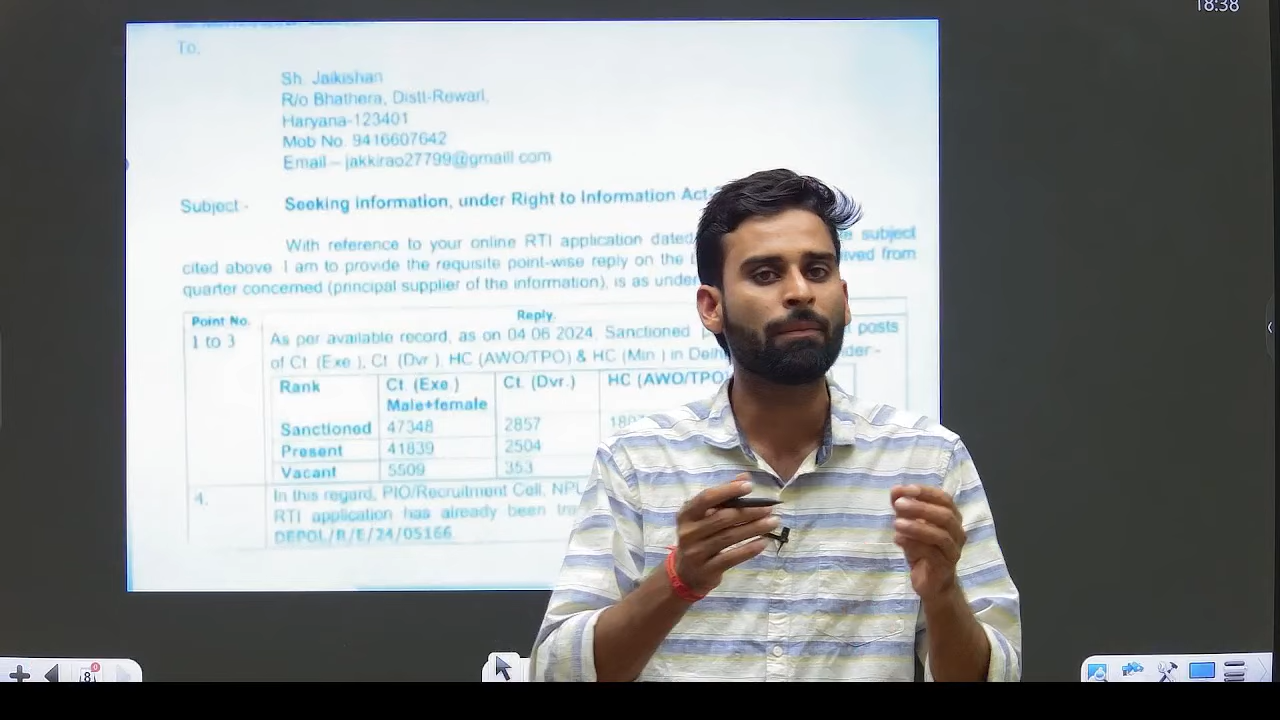 18:38
To,
Sh. Jaikishan
R/o Bhathera, Distt-Rewari,
Haryana-123401
Mob No. 9416607642
Email – jakkirao27799@gmaill com
Subject - Seeking information, under Right to Information Act-
With reference to your online RTI application dated subject
cited above. I am to provide the requisite point-wise reply on the from
quarter concerned (principal supplier of the information), is as under
Point No. Reply.
1 to 3 As per available record, as on 04 06 2024, Sanctioned posts
of Ct. (Exe.), Ct. (Dvr.) HC (AWO/TPO) & HC (Min.) in
Rank Ct. (Exe.) Ct. (Dvr.) HC (AWO/TPO)
Male+female
Sanctioned 47348 2857
Present 41839 2504
Vacant 5509 353
4. In this regard, PIO/Recruitment Cell, NPL
RTI application has already been
DEPOL/R/E/24/05166
8